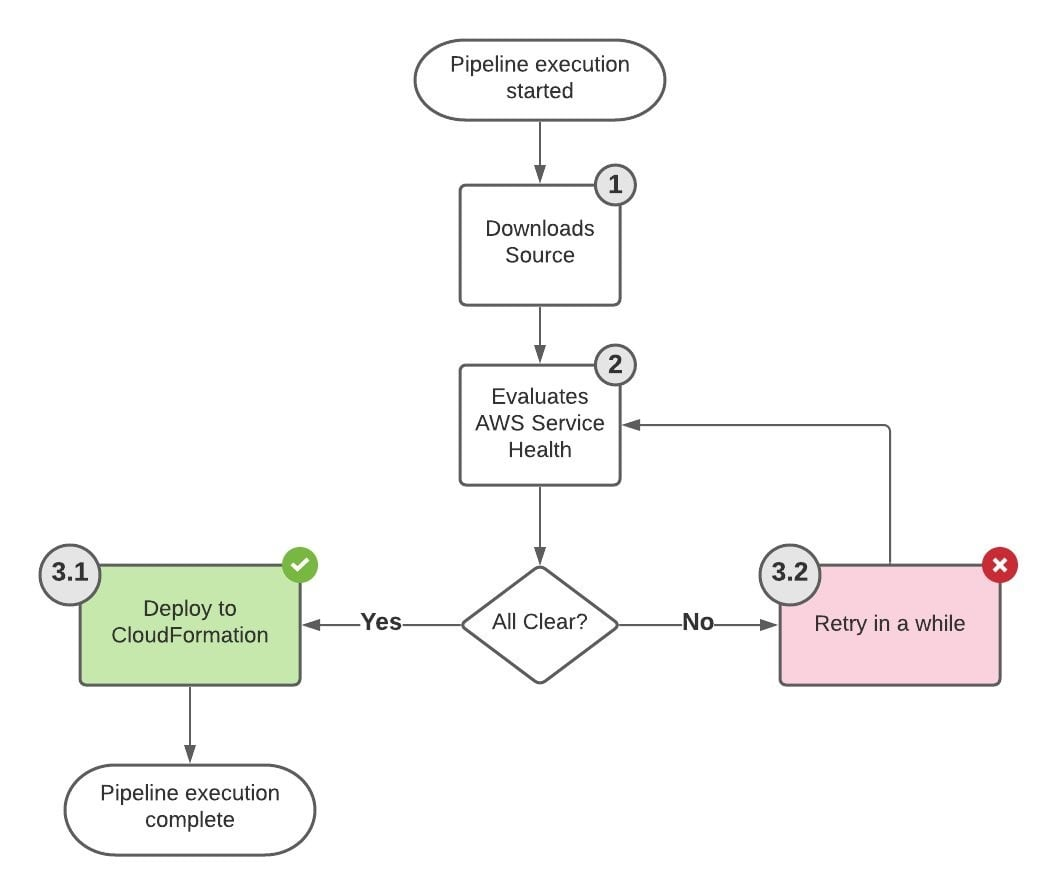 Pipeline execution
started
1
Downloads
Source
2
Evaluates
AWS Service
Health
3.1
Deploy to
CloudFormation
Yes
All Clear?
No
3.2
Retry in a while
Pipeline execution
complete